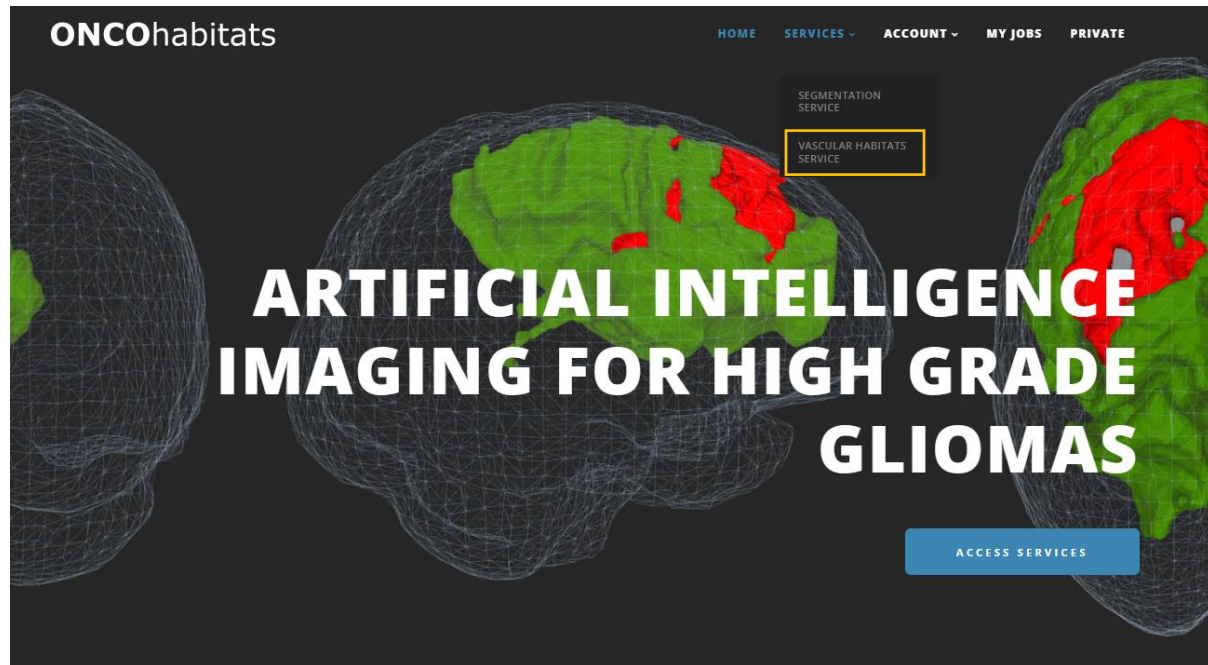 ONCOhabitats
HOME SERVICES ACCOUNT MY JOBS PRIVATE
SEGMENTATION
SERVICE
VASCULAR HABITATS
SERVICE
ARTIFICIAL INTELLIGENCE
IMAGING FOR HIGH GRADE
GLIOMAS
ACCESS SERVICES